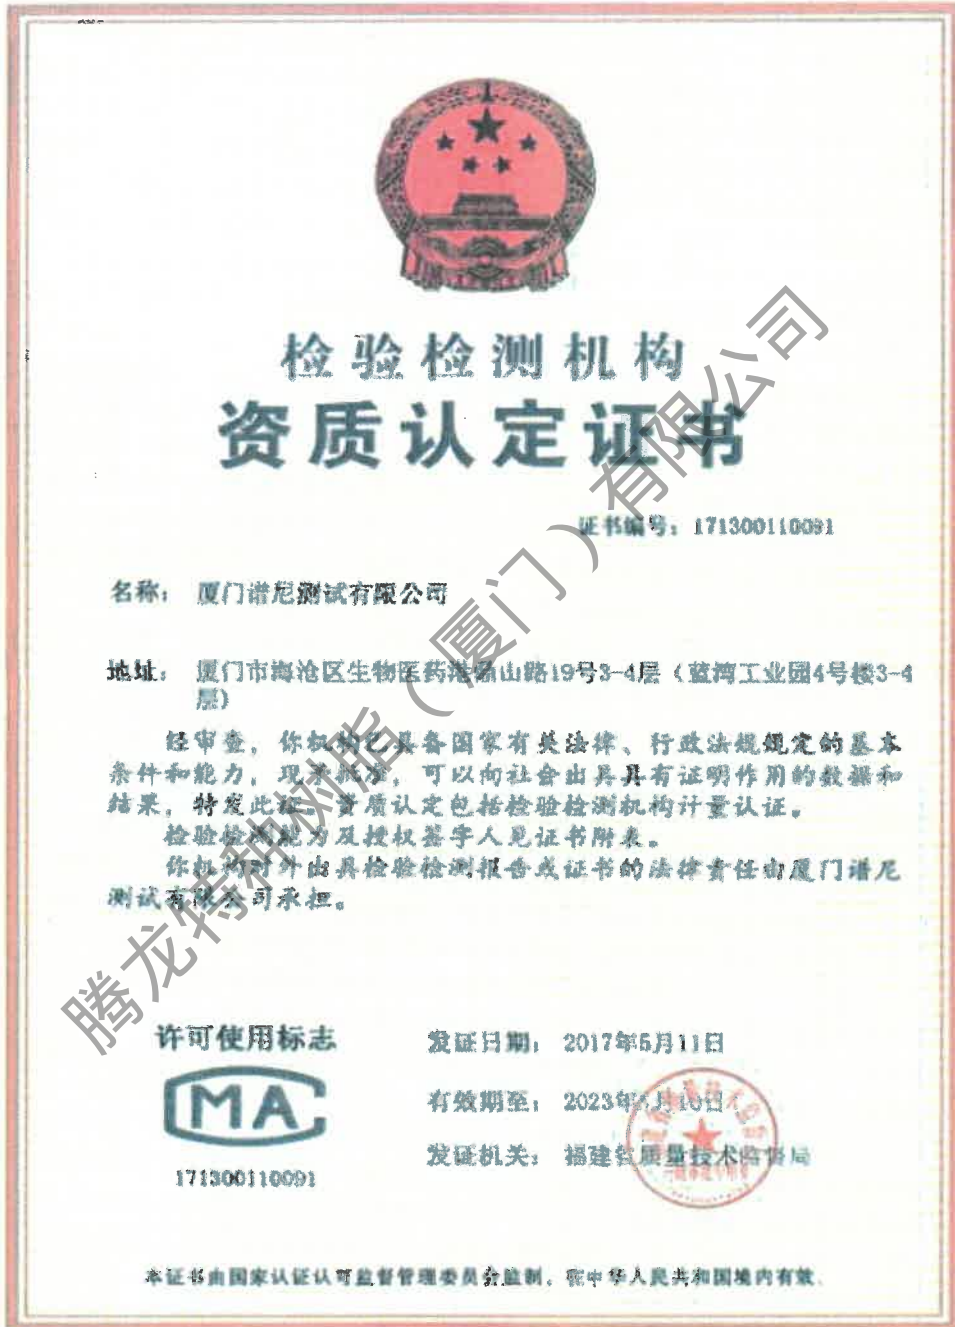 检验检测机构
资质认定证书
证书编号：171300110091
名称： 厦门谱尼测试有限公司
地址： 厦门市海沧区生物医药港翁山路19号3-4层（蓝湾工业园4号楼3-4
层）
经审查，你机构已具备国家有关法律、行政法规规定的基本
条件和能力，现予批准，可以向社会出具具有证明作用的数据和
结果，特发此证。资质认定包括检验检测机构计量认证。
检验检测能力及授权签字人见证书附表。
你机构对外出具检验检测报告或证书的法律责任由厦门谱尼
测试有限公司承担。
许可使用标志
MA
171300110091
发证日期： 2017年5月11日
有效期至： 2023年5月10日
发证机关： 福建省质量技术监督局
本证书由国家认证认可监督管理委员会监制，在中华人民共和国境内有效。
腾龙特种树脂（厦门）有限公司